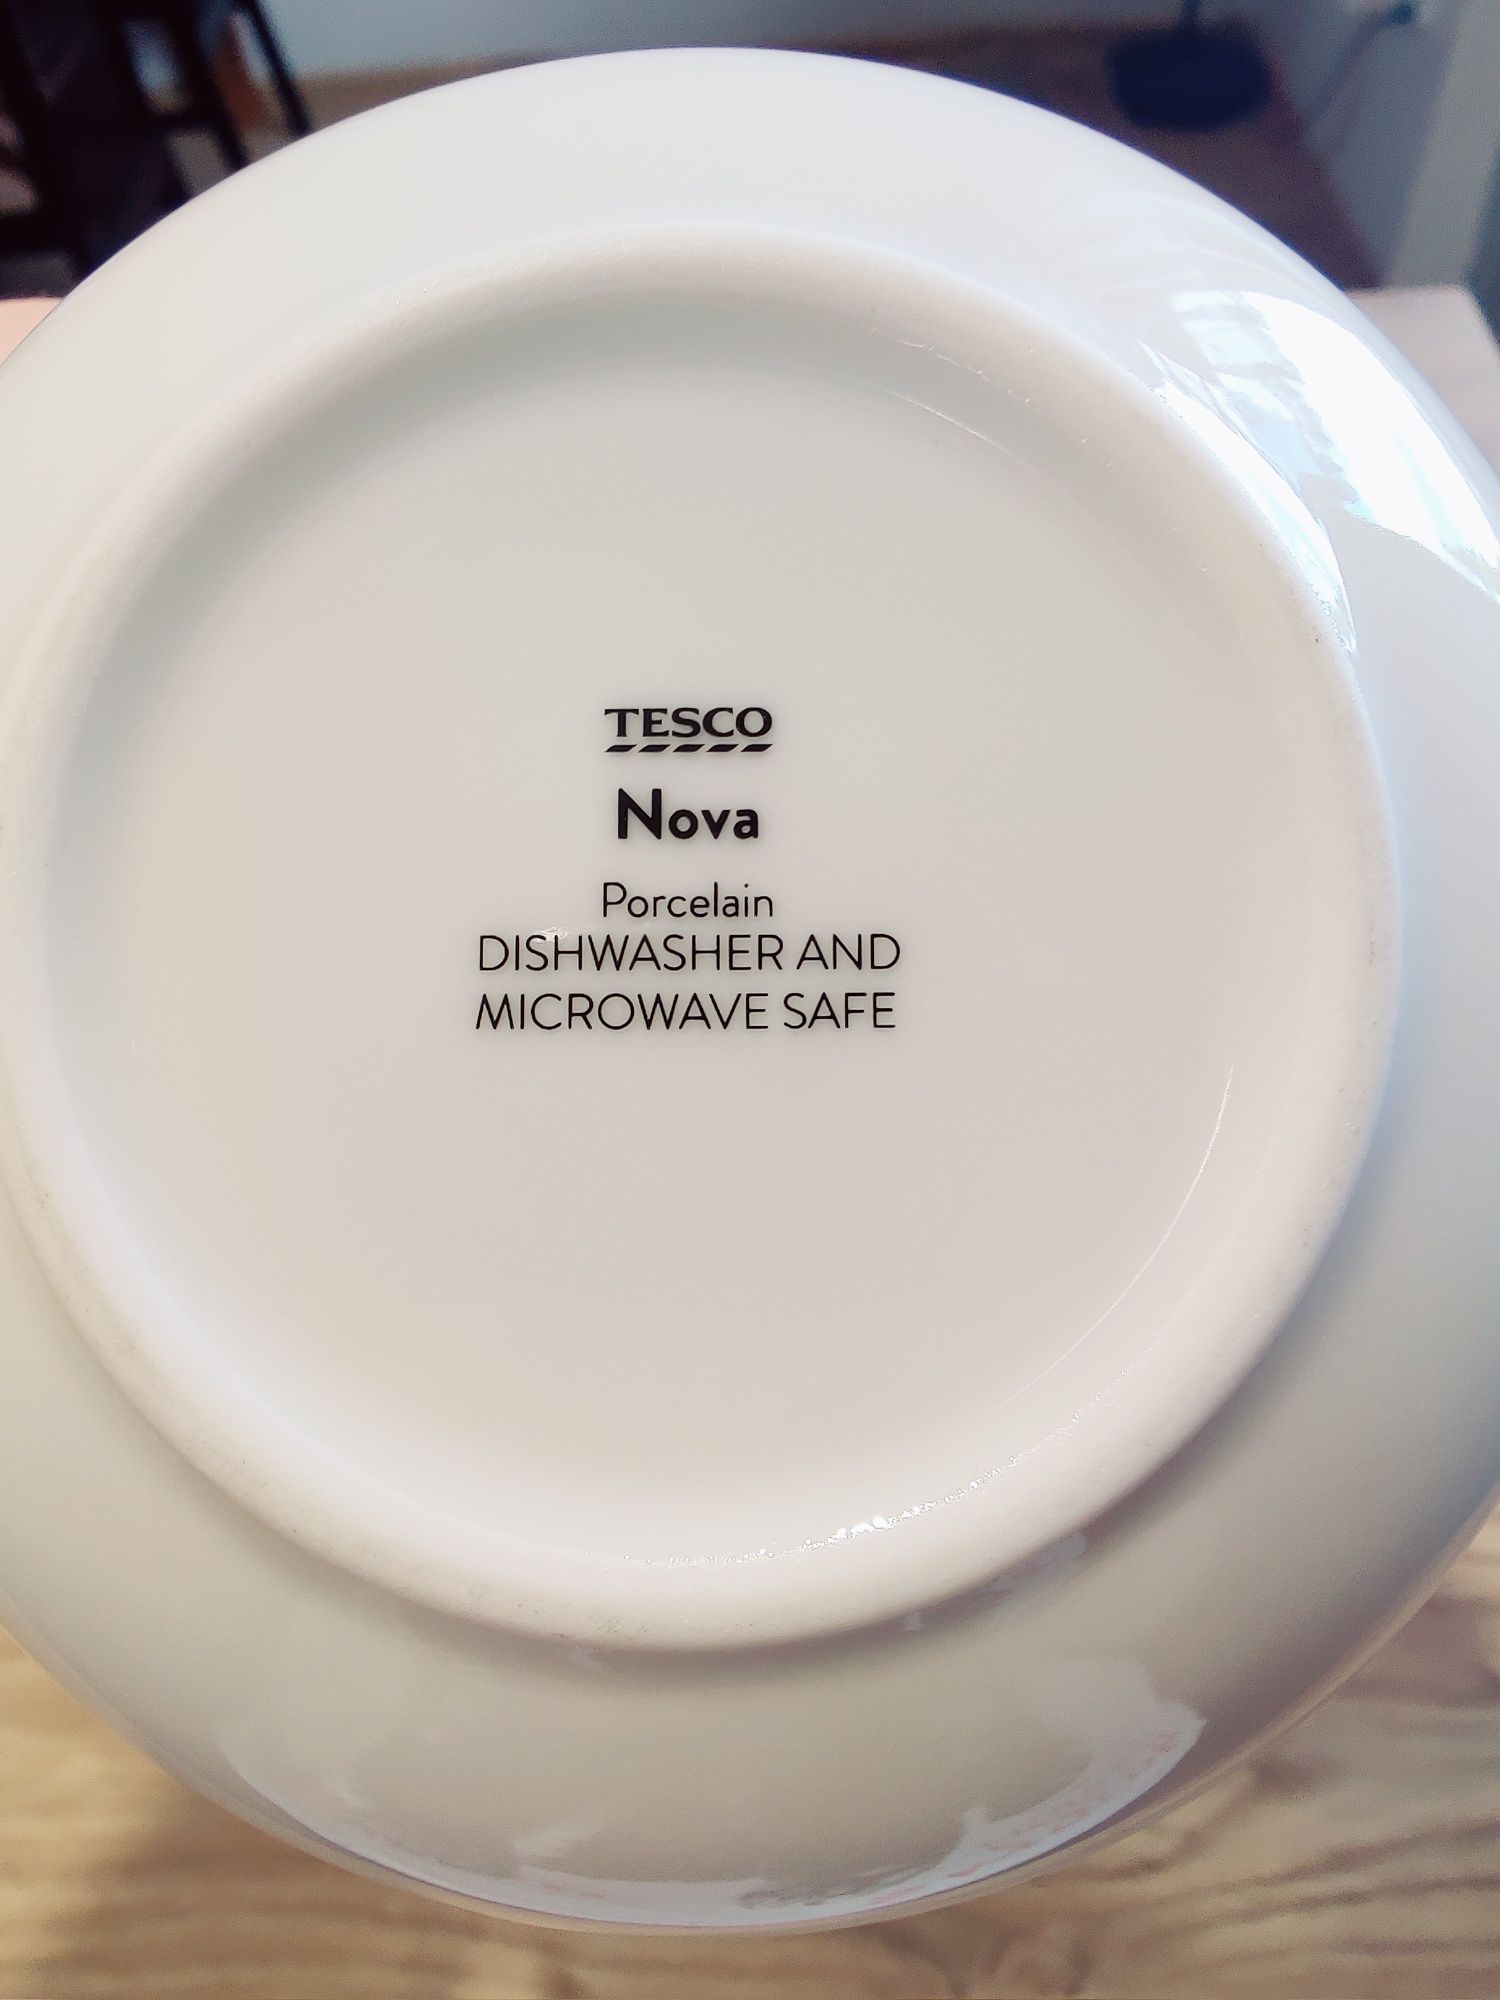 TESCO
Nova
Porcelain
DISHWASHER AND
MICROWAVE SAFE